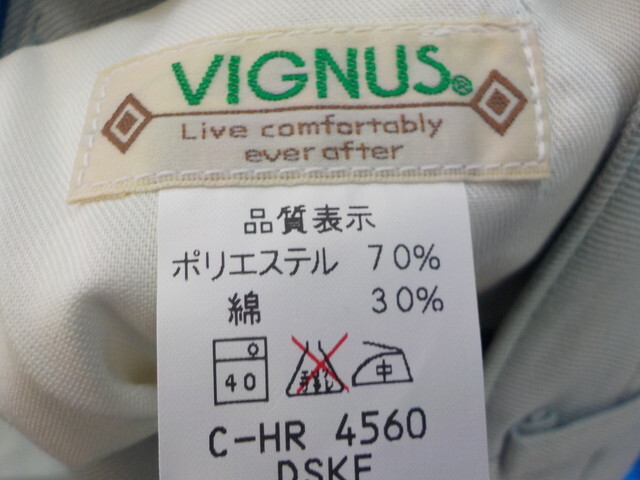 VIGNUS®
Live comfortably
ever after
品質表示
ポリエステル 70%
綿 30%
40 中
C-HR 4560
DSKF